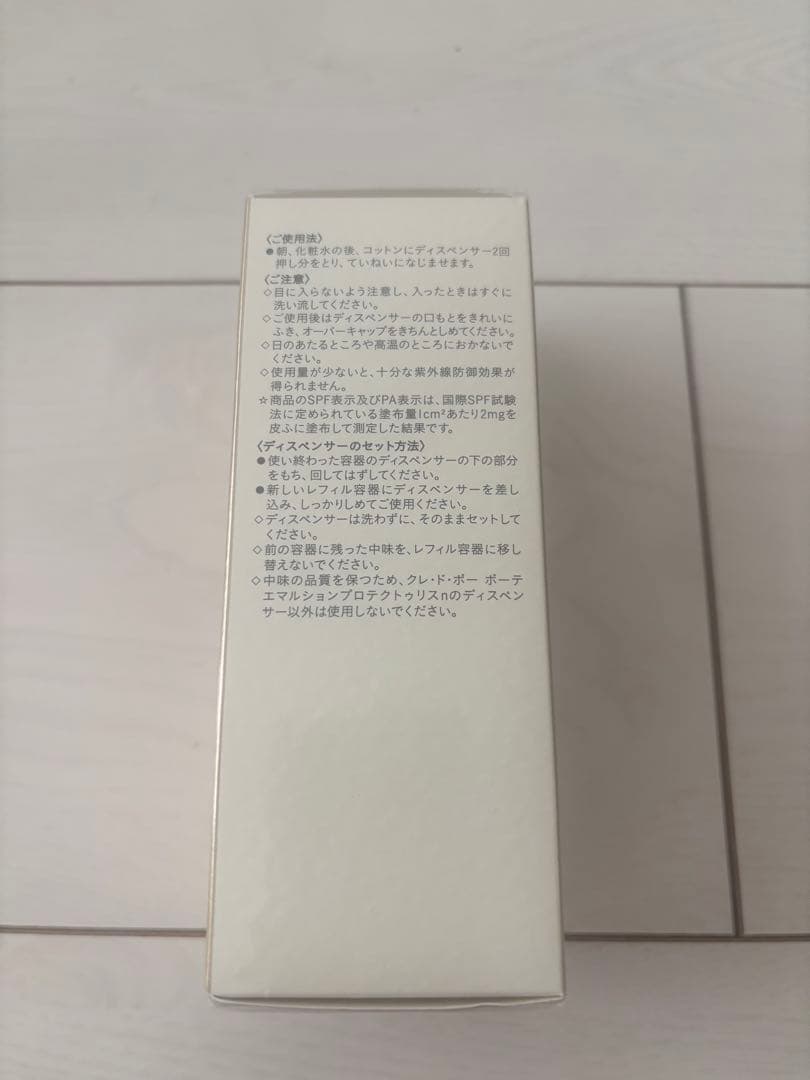 〈ご使用法〉
●朝、化粧水の後、コットンにディスペンサー2回
押し分をとり、ていねいになじませます。
〈ご注意〉
◇目に入らないよう注意し、入ったときはすぐに
洗い流してください。
◇ご使用後はディスペンサーの口もとをきれいに
ふき、オーバーキャップをきちんとしめてください。
◇日のあたるところや高温のところにおかないで
ください。
◇使用量が少ないと、十分な紫外線防御効果が
得られません。
☆商品のSPF表示及びPA表示は、国際SPF試験
法に定められている塗布量1cm²あたり2mgを
皮ふに塗布して測定した結果です。
〈ディスペンサーのセット方法〉
●使い終わった容器のディスペンサーの下の部分
をもち、回してはずしてください。
●新しいレフィル容器にディスペンサーを差し
込み、しっかりしめてご使用ください。
◇ディスペンサーは洗わずに、そのままセットして
ください。
◇前の容器に残った中味を、レフィル容器に移し
替えないでください。
◇中味の品質を保つため、クレ・ド・ポー ボーテ
エマルションプロテクトゥリスnのディスペン
サー以外は使用しないでください。